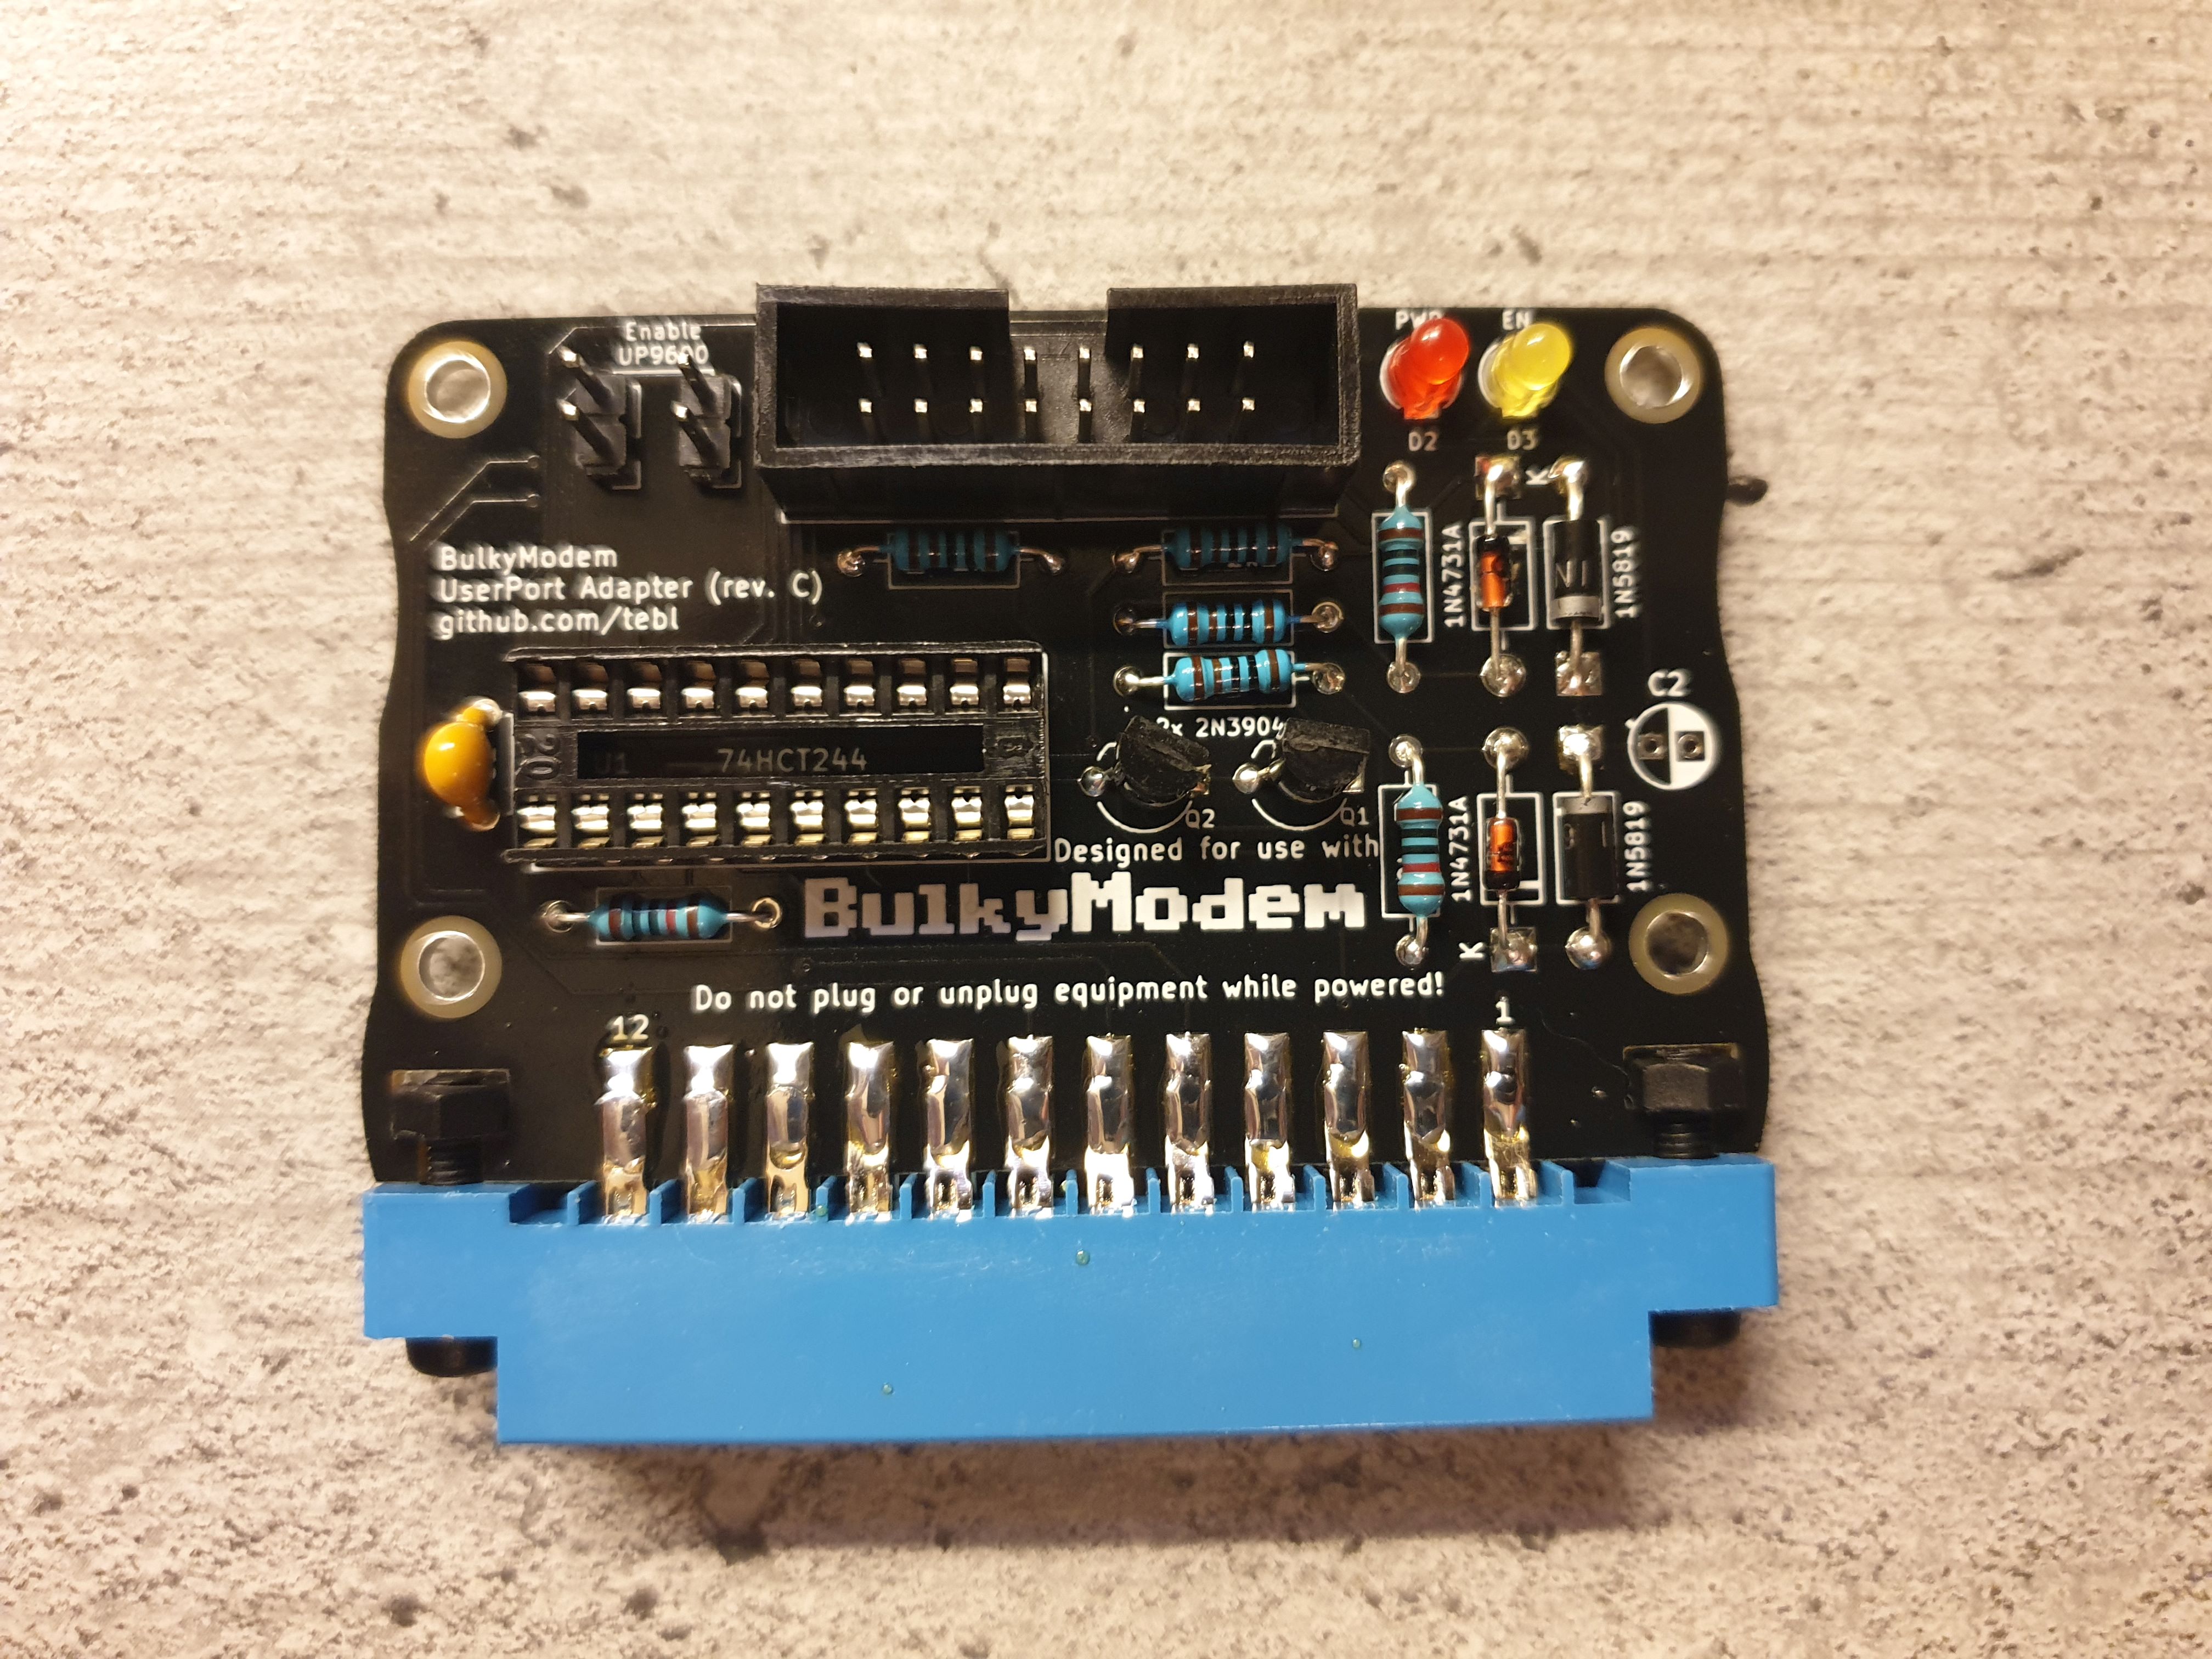 Enable
UP9600
PWR
EN
D2
D3
K
BulkyModem
UserPort Adapter (rev. C)
github.com/tebl
1N4731A
1N5819
C2
2x 2N3904
20
U1
74HCT244
Q2
Q1
Designed for use with
BulkyModem
1N4731A
1N5819
K
Do not plug or unplug equipment while powered!
12
1